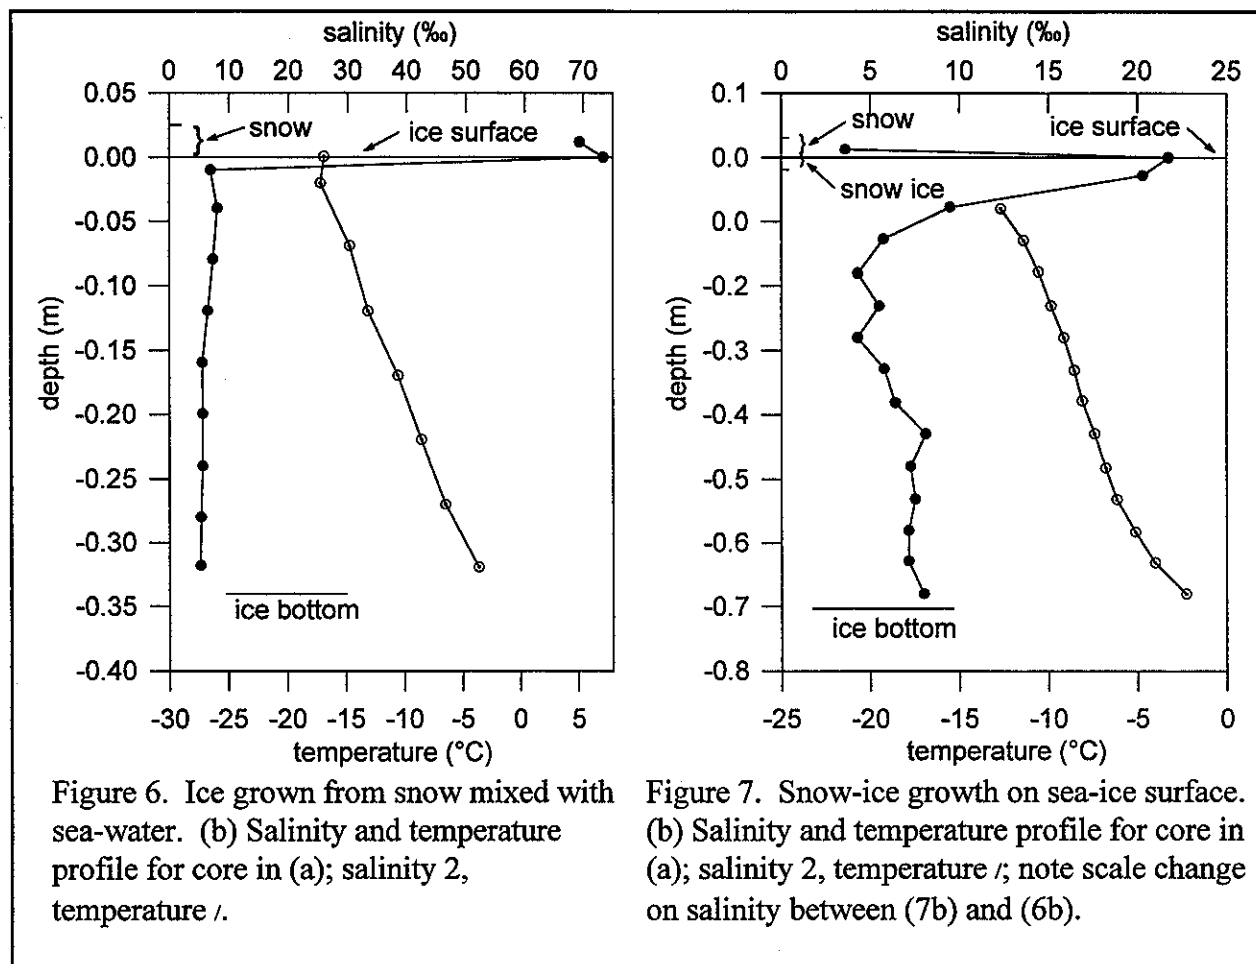 salinity (‰)
0 10 20 30 40 50 60 70
0.05
snow
ice surface
0.00
-0.05
-0.10
-0.15
-0.20
-0.25
-0.30
-0.35
-0.40
depth (m)
ice bottom
-30 -25 -20 -15 -10 -5 0 5
temperature (°C)
Figure 6. Ice grown from snow mixed with
sea-water. (b) Salinity and temperature
profile for core in (a); salinity 2,
temperature /.
salinity (‰)
0 5 10 15 20 25
0.1
snow
ice surface
0.0
snow ice
0.0
-0.2
-0.3
-0.4
-0.5
-0.6
-0.7
-0.8
depth (m)
ice bottom
-25 -20 -15 -10 -5 0
temperature (°C)
Figure 7. Snow-ice growth on sea-ice surface.
(b) Salinity and temperature profile for core in
(a); salinity 2, temperature /; note scale change
on salinity between (7b) and (6b).